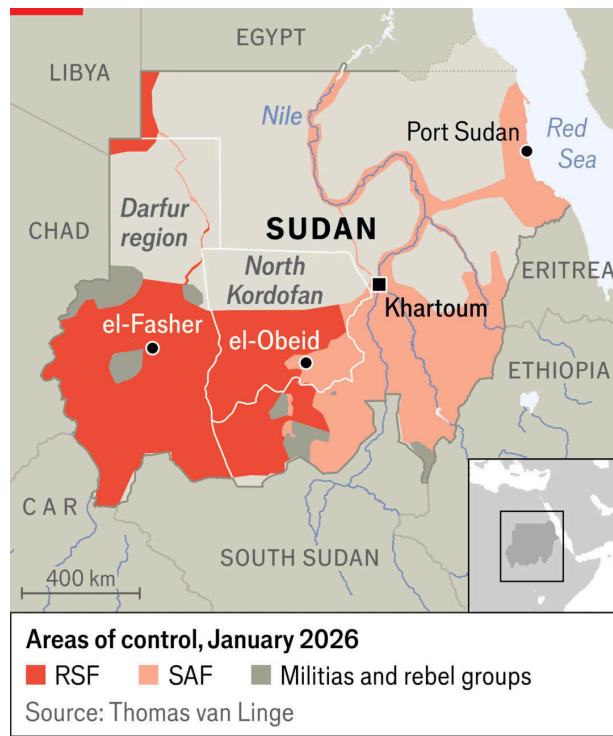 EGYPT
LIBYA
Nile
Port Sudan
Red
Sea
Darfur
region
SUDAN
CHAD
North
Kordofan
ERITREA
Khartoum
el-Fasher
el-Obeid
ETHIOPIA
CAR
SOUTH SUDAN
400 km
Areas of control, January 2026
RSF SAF Militias and rebel groups
Source: Thomas van Linge